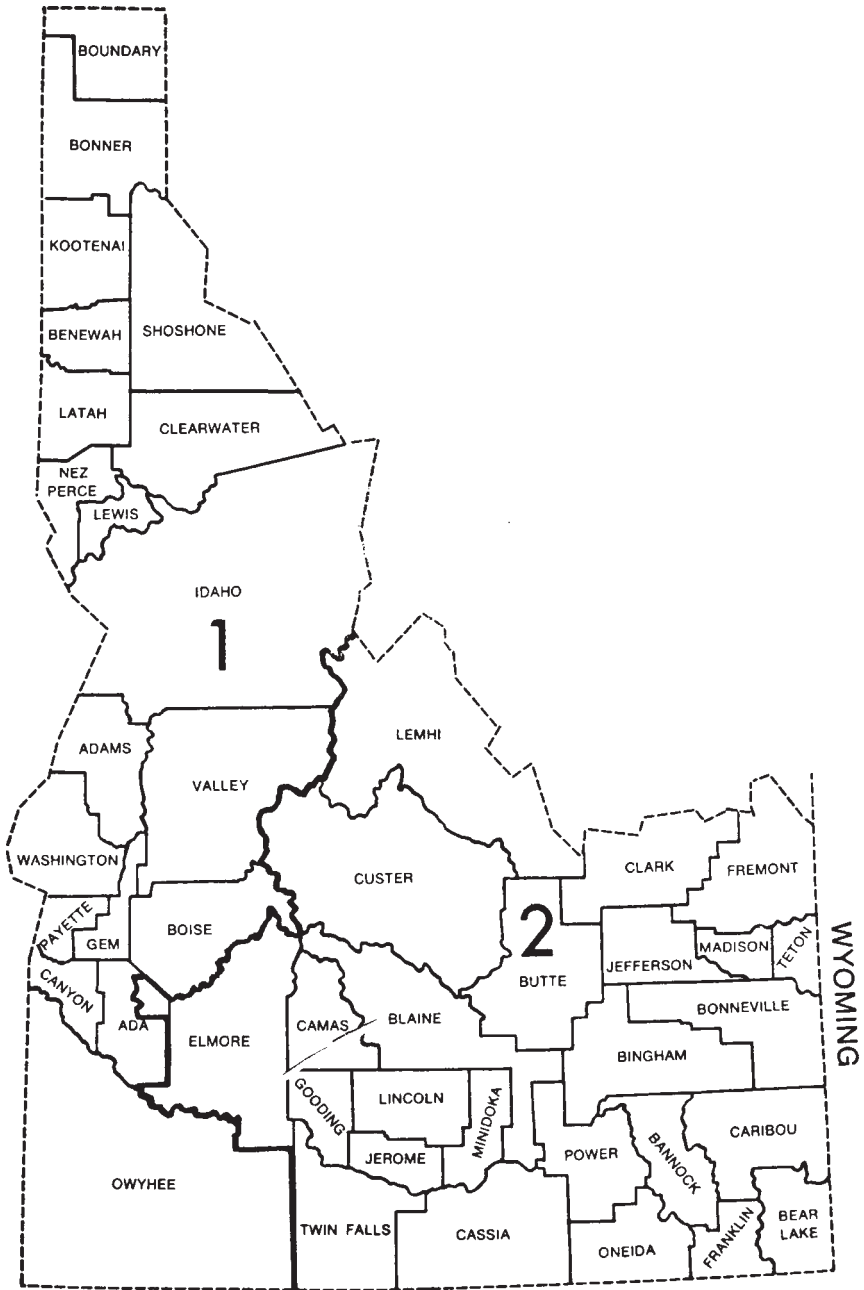 BOUNDARY
BONNER
KOOTENAI
BENEWAH
SHOSHONE
LATAH
CLEARWATER
NEZ
PERCE
LEWIS
IDAHO
1
ADAMS
VALLEY
LEMHI
WASHINGTON
CUSTER
CLARK
FREMONT
PAYETTE
GEM
BOISE
2
BUTTE
JEFFERSON
MADISON
TETON
WYOMING
CANYON
ADA
ELMORE
CAMAS
BLAINE
BONNEVILLE
BINGHAM
GOODING
LINCOLN
MINIDOKA
JEROME
POWER
BANNOCK
CARIBOU
OWYHEE
TWIN FALLS
CASSIA
ONEIDA
FRANKLIN
BEAR
LAKE